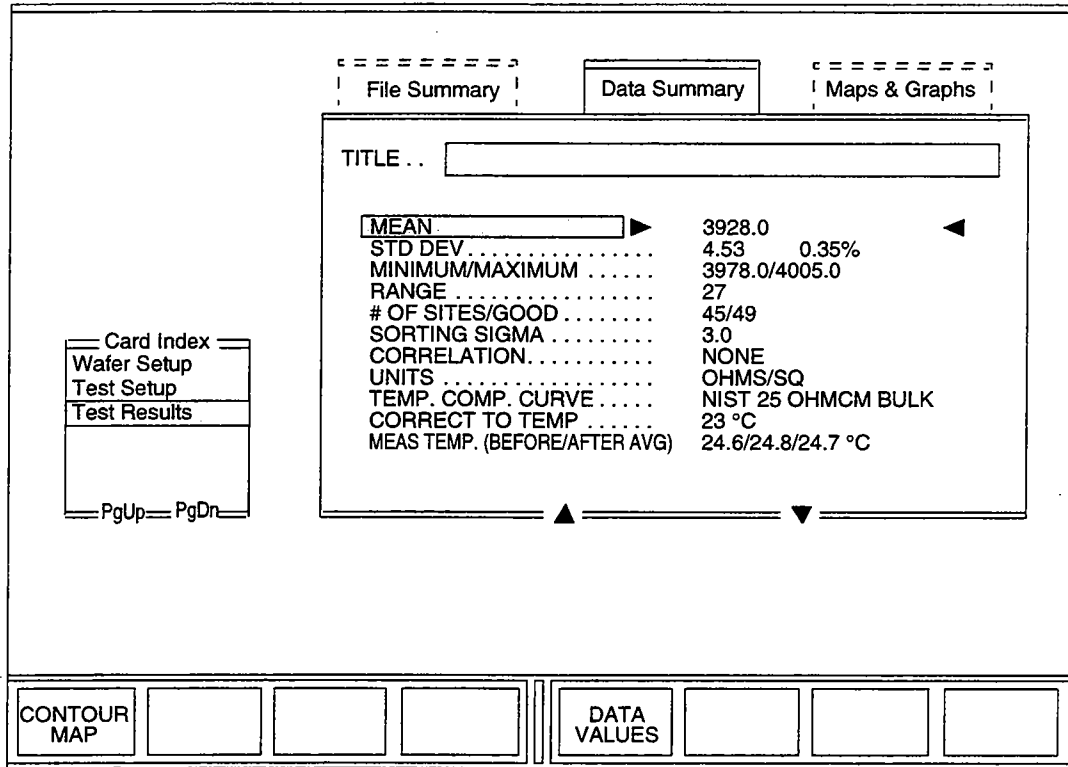 File Summary
Data Summary
Maps & Graphs
TITLE . .
MEAN 3928.0
STD DEV. . . . . . . . . . . . . . . . . 4.53 0.35%
MINIMUM/MAXIMUM . . . . . . 3978.0/4005.0
RANGE . . . . . . . . . . . . . . . . . 27
# OF SITES/GOOD . . . . . . . . 45/49
SORTING SIGMA . . . . . . . . . 3.0
CORRELATION. . . . . . . . . . . NONE
UNITS . . . . . . . . . . . . . . . . . . OHMS/SQ
TEMP. COMP. CURVE . . . . . NIST 25 OHMCM BULK
CORRECT TO TEMP . . . . . . 23 °C
MEAS TEMP. (BEFORE/AFTER AVG) 24.6/24.8/24.7 °C
Card Index
Wafer Setup
Test Setup
Test Results
PgUp PgDn
CONTOUR
MAP
DATA
VALUES